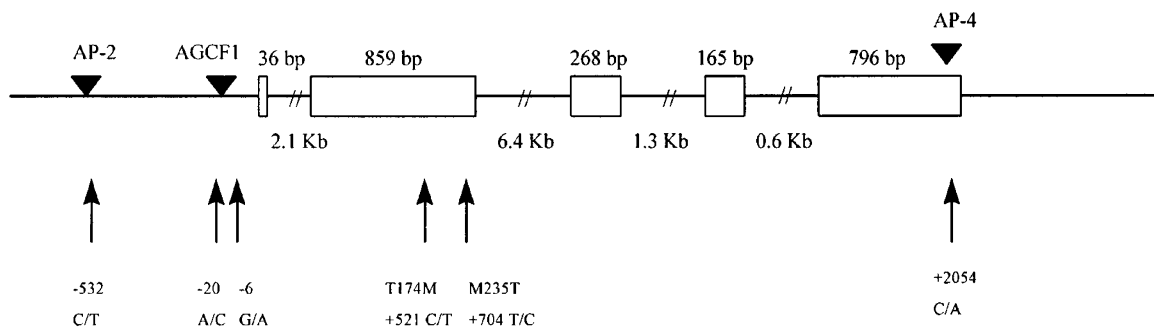 AP-2 AGCF1 36 bp 859 bp 268 bp 165 bp 796 bp AP-4
2.1 Kb 6.4 Kb 1.3 Kb 0.6 Kb
-532 -20 -6 T174M M235T +2054
C/T A/C G/A +521 C/T +704 T/C C/A